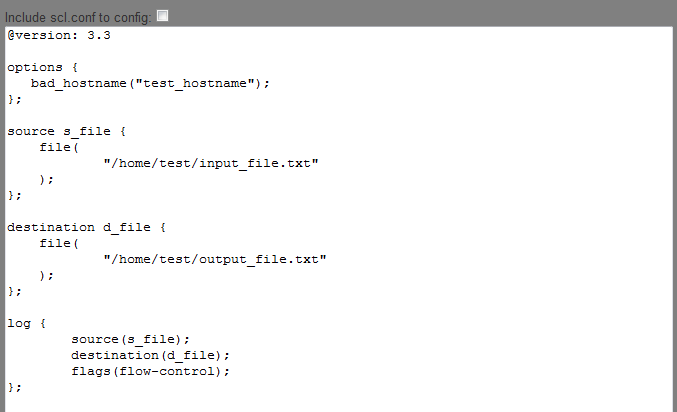 Include scl.conf to config:
@version: 3.3
options {
bad_hostname("test_hostname");
};
source s_file {
file(
"/home/test/input_file.txt"
);
};
destination d_file {
file(
"/home/test/output_file.txt"
);
};
log {
source(s_file);
destination(d_file);
flags(flow-control);
};